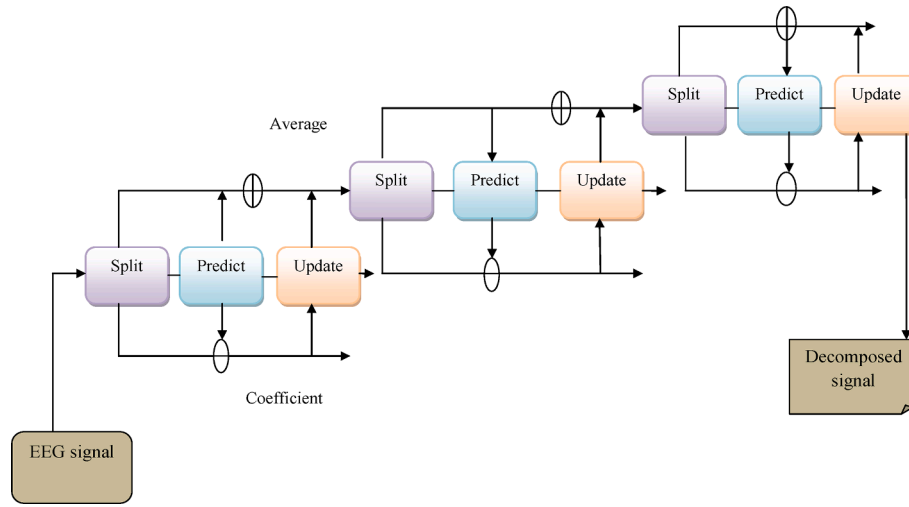 Split
Predict
Update
Average
Split
Predict
Update
Split
Predict
Update
Decomposed
signal
Coefficient
EEG signal